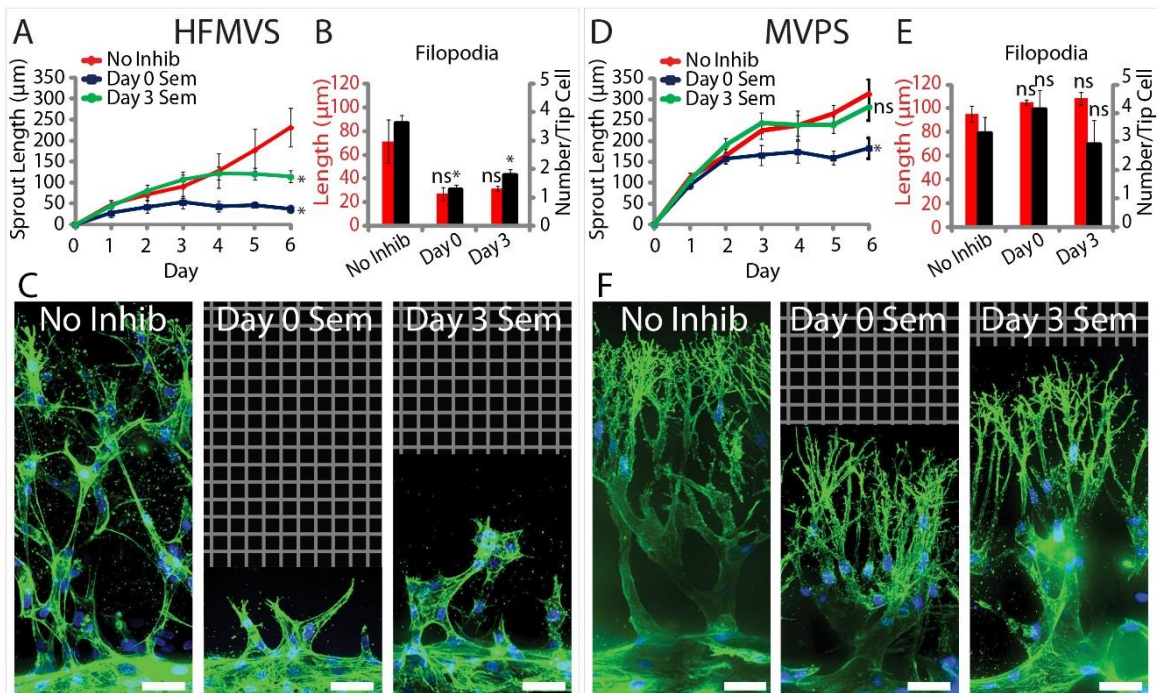 A
HFMVS
No Inhib
Day 0 Sem
Day 3 Sem
Sprout Length (µm)
350
300
250
200
150
100
50
0
*
*
0 1 2 3 4 5 6
Day
B
Filopodia
Length (µm)
120
100
80
60
40
20
0
ns *
ns *
5
4
3
2
1
0
Number/Tip Cell
No Inhib
Day 0
Day 3
C
No Inhib
Day 0 Sem
Day 3 Sem
D
MVPS
No Inhib
Day 0 Sem
Day 3 Sem
Sprout Length (µm)
350
300
250
200
150
100
50
0
ns
*
0 1 2 3 4 5 6
Day
E
Filopodia
Length (µm)
120
100
80
60
40
20
0
ns ns
ns ns
5
4
3
2
1
0
Number/Tip Cell
No Inhib
Day 0
Day 3
F
No Inhib
Day 0 Sem
Day 3 Sem